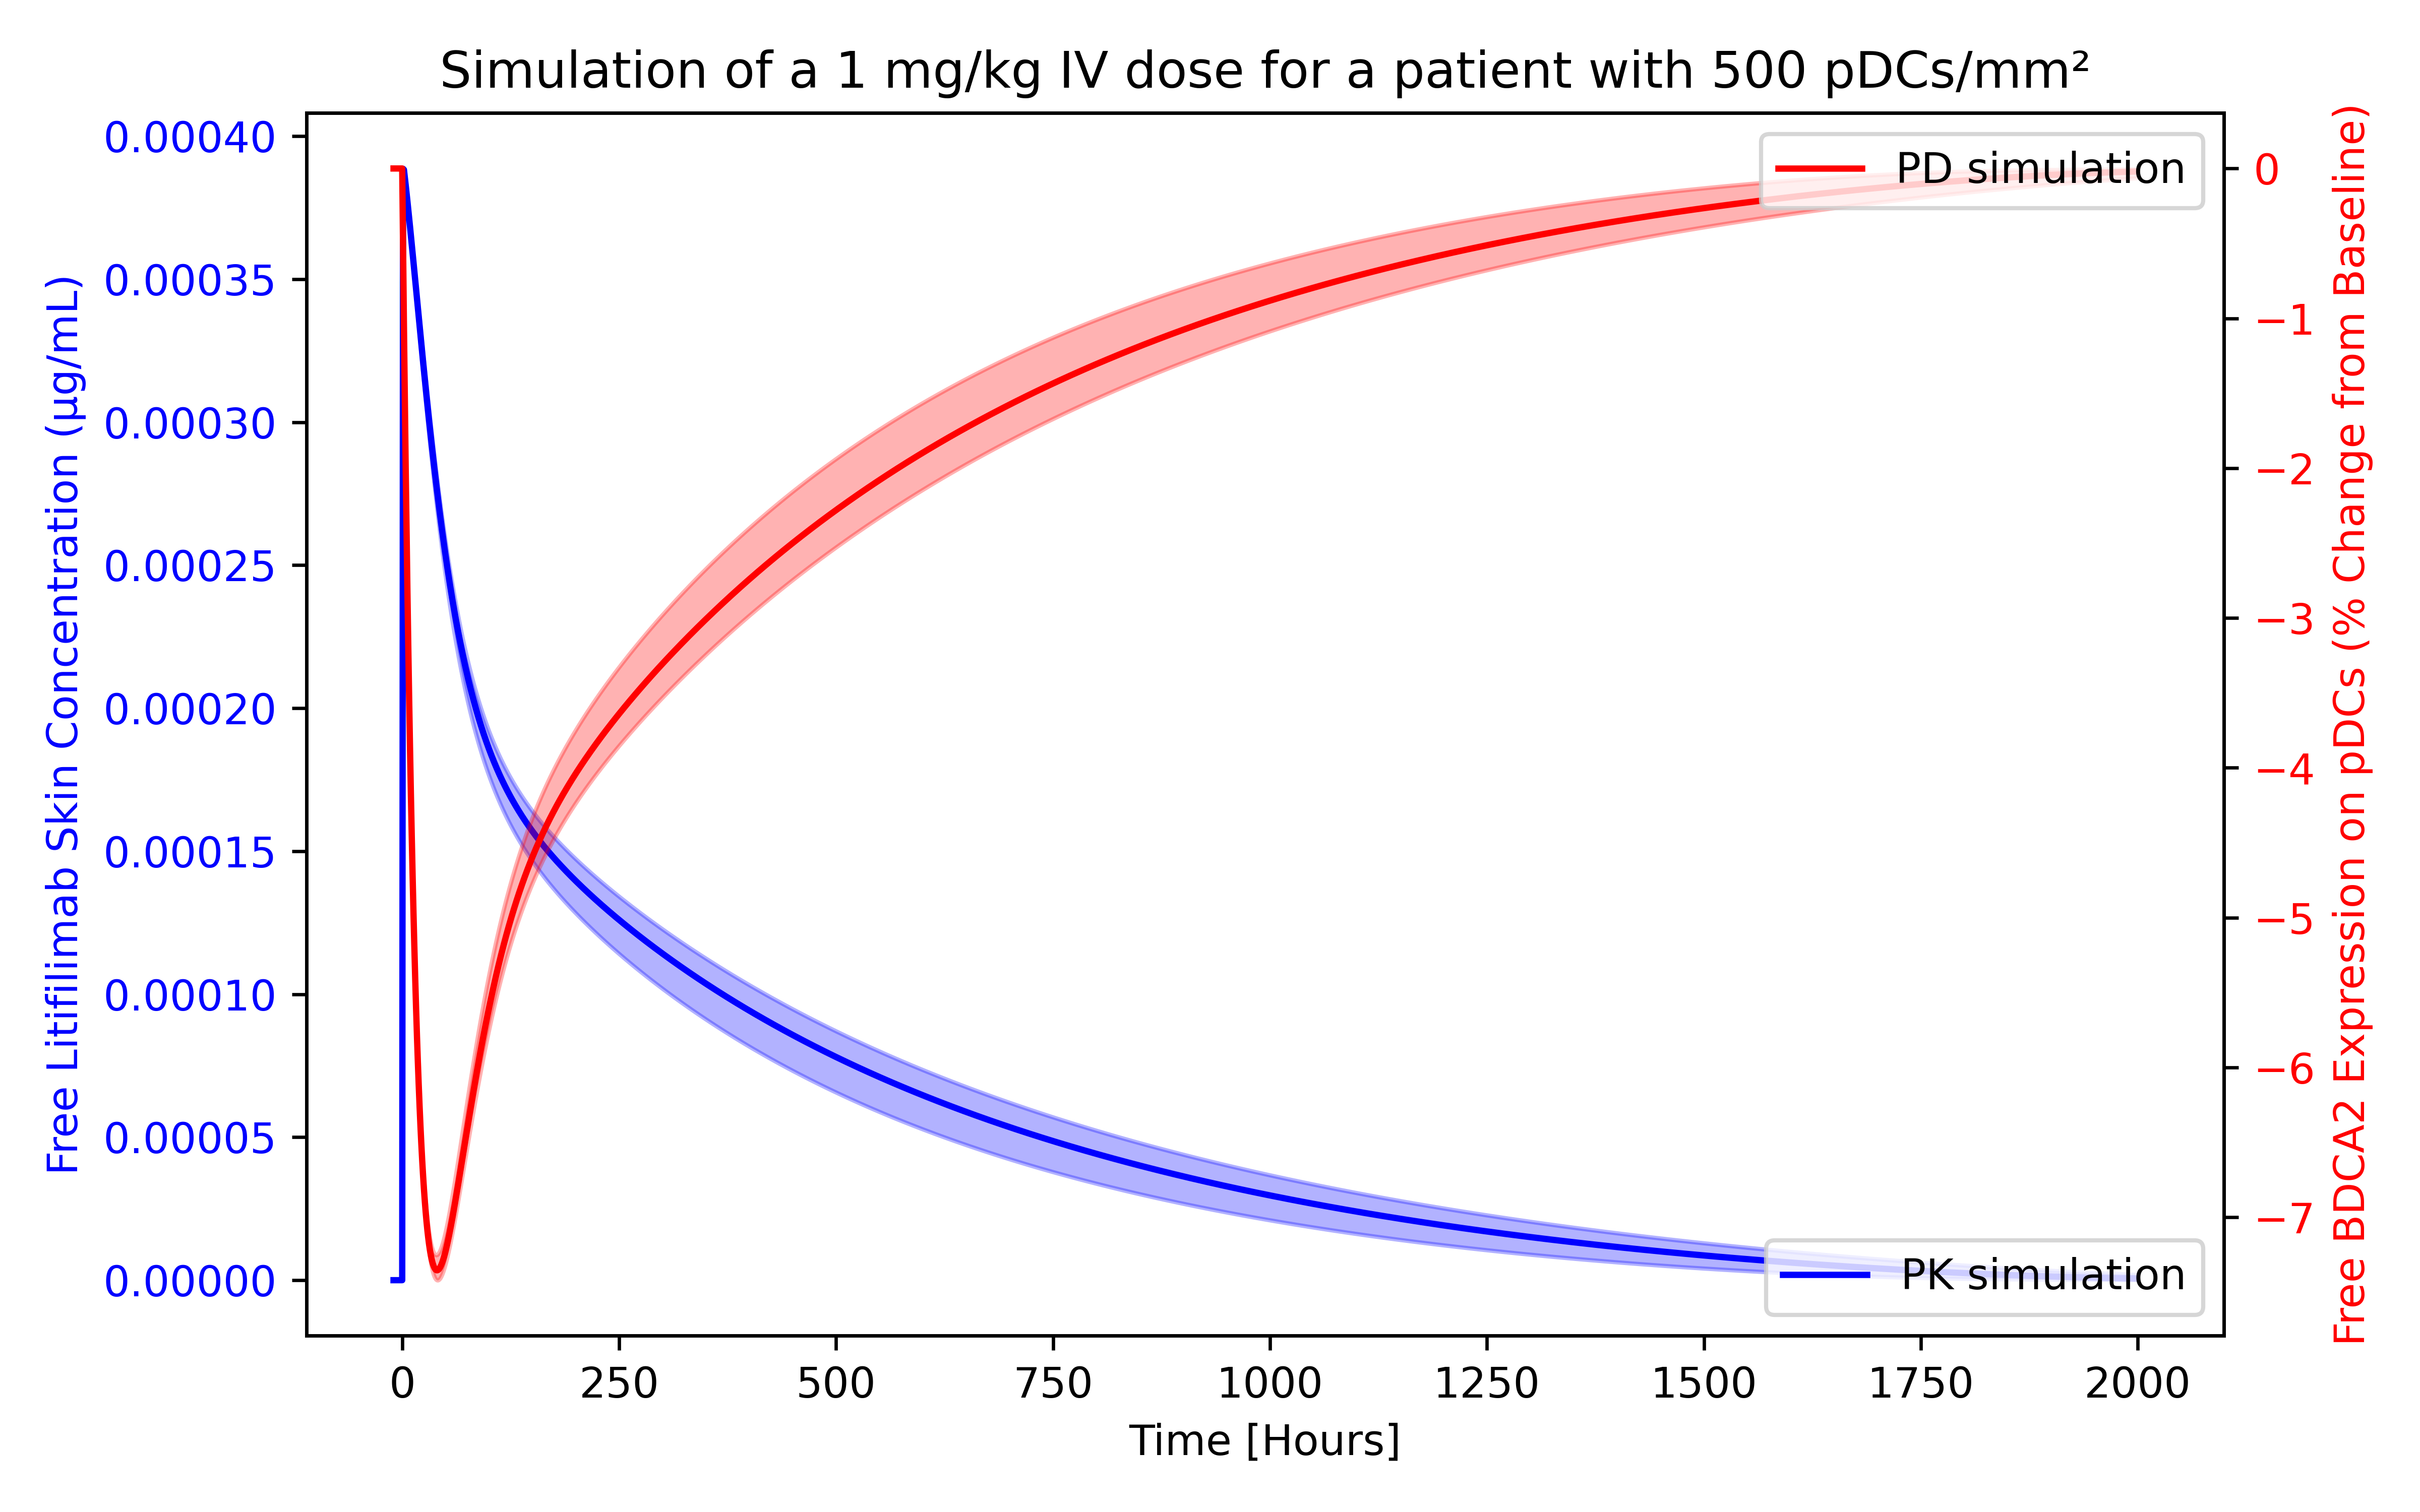 Simulation of a 1 mg/kg IV dose for a patient with 500 pDCs/mm²
Free Litifilimab Skin Concentration (µg/mL)
0.00040
0.00035
0.00030
0.00025
0.00020
0.00015
0.00010
0.00005
0.00000
PD simulation
PK simulation
0
−1
−2
−3
−4
−5
−6
−7
Free BDCA2 Expression on pDCs (% Change from Baseline)
0 250 500 750 1000 1250 1500 1750 2000
Time [Hours]